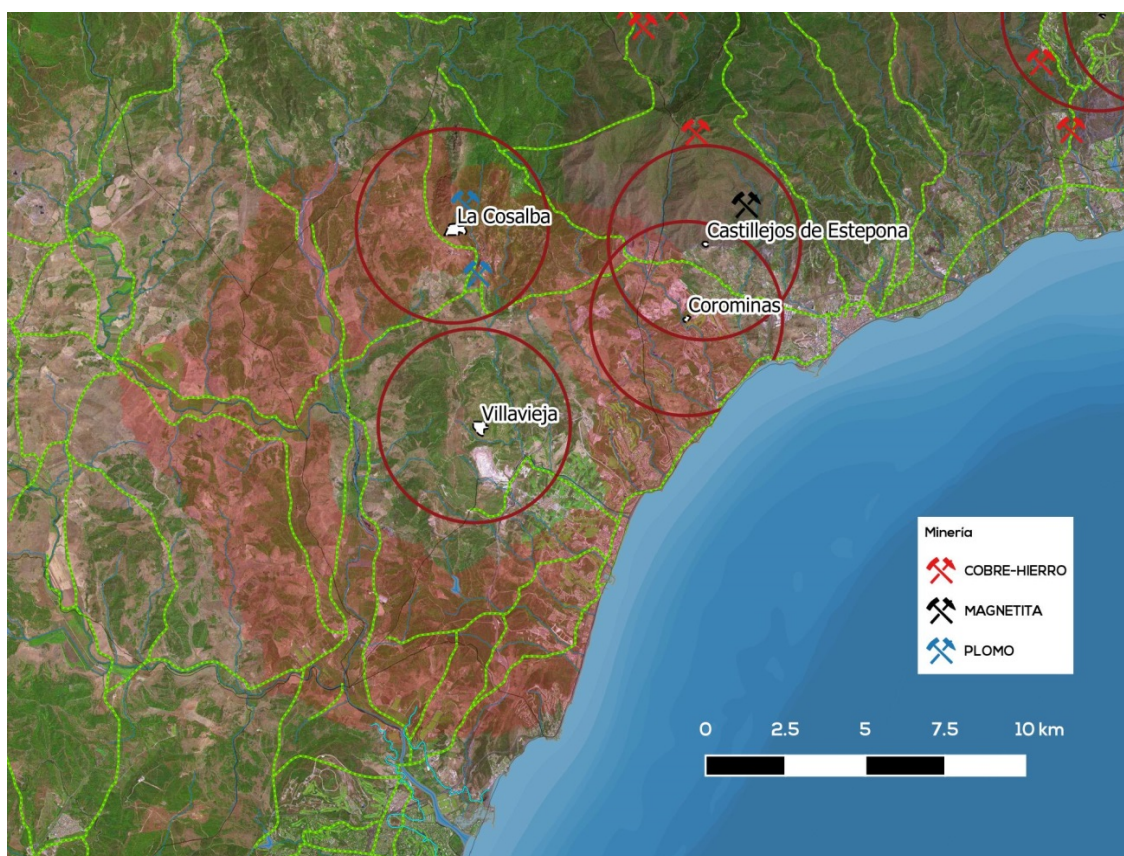 La Cosalba
Castillejos de Estepona
Corominas
Villavieja
Minería
COBRE-HIERRO
MAGNETITA
PLOMO
0 2.5 5 7.5 10 km